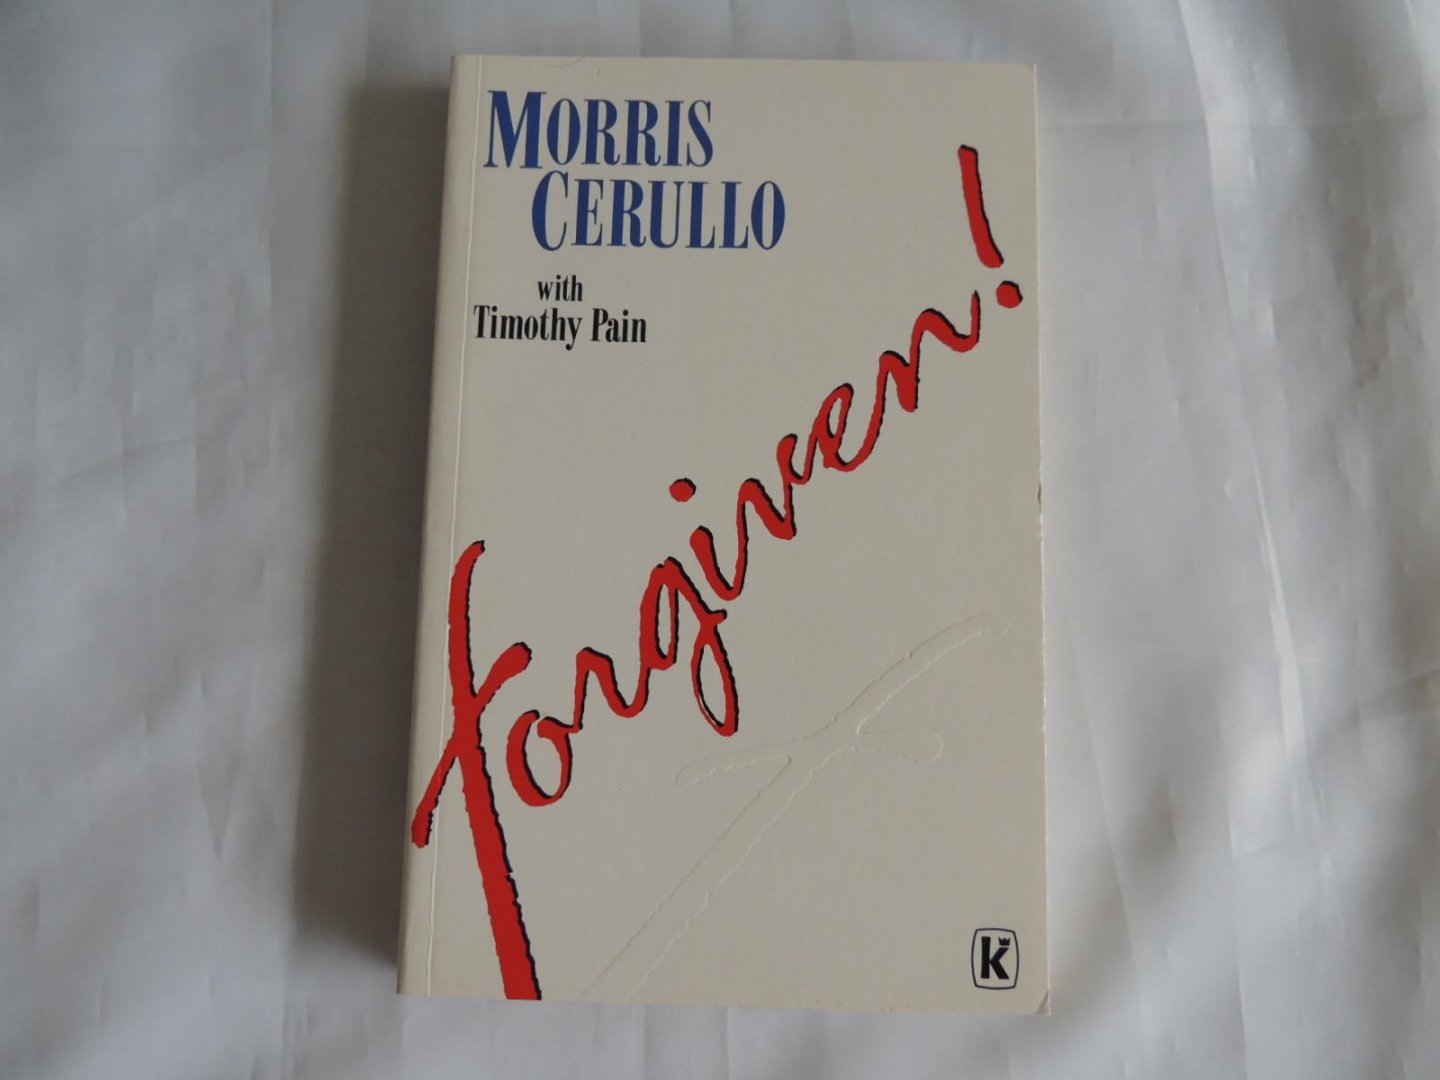 MORRIS
CERULLO
with
Timothy Pain
forgiven!
k